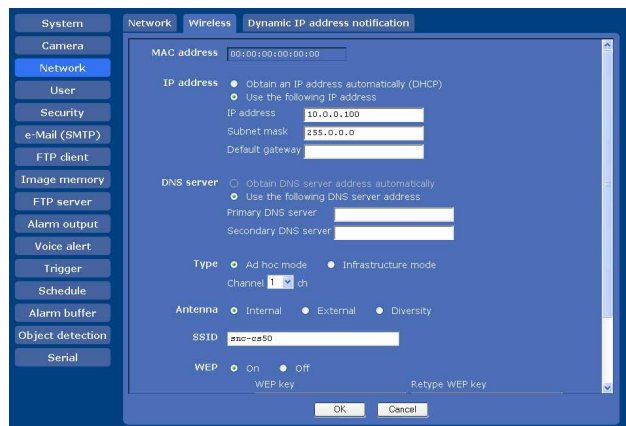 System
Camera
Network
User
Security
e-Mail (SMTP)
FTP client
Image memory
FTP server
Alarm output
Voice alert
Trigger
Schedule
Alarm buffer
Object detection
Serial
Network Wireless Dynamic IP address notification
MAC address 00:00:00:00:00:00
IP address Obtain an IP address automatically (DHCP)
Use the following IP address
IP address 10.0.0.100
Subnet mask 255.0.0.0
Default gateway
DNS server Obtain DNS server address automatically
Use the following DNS server address
Primary DNS server
Secondary DNS server
Type Ad hoc mode Infrastructure mode
Channel 1 ch
Antenna Internal External Diversity
SSID snc-cs50
WEP On Off
WEP key Retype WEP key
OK Cancel